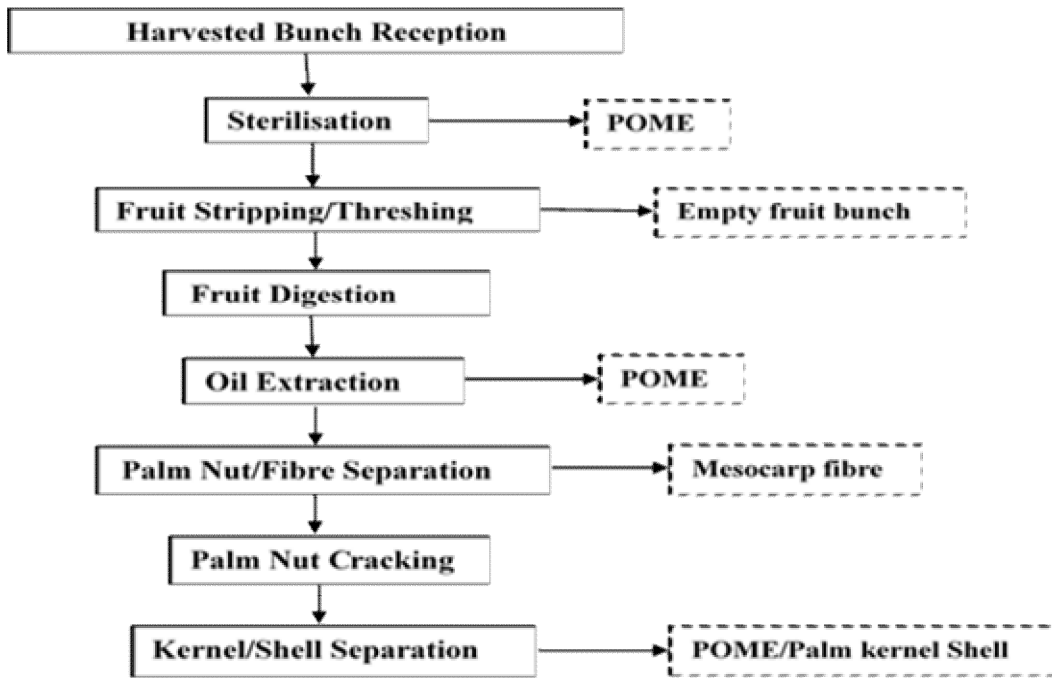 Harvested Bunch Reception
Sterilisation
POME
Fruit Stripping/Threshing
Empty fruit bunch
Fruit Digestion
Oil Extraction
POME
Palm Nut/Fibre Separation
Mesocarp fibre
Palm Nut Cracking
Kernel/Shell Separation
POME/Palm kernel Shell